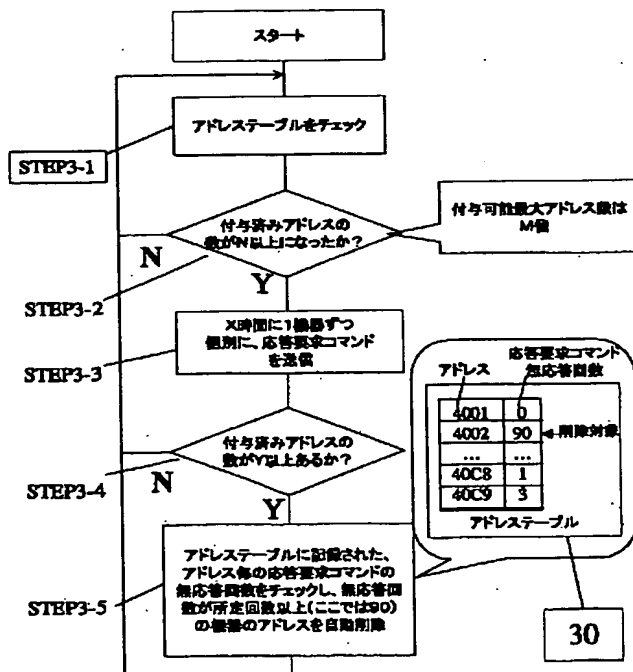 スタート
アドレステーブルをチェック
STEP3-1
付与済みアドレスの
数がN以上になったか?
付与可能最大アドレス数は
M個
N
Y
STEP3-2
X時間に1機器ずつ
個別に、応答要求コマンド
を送信
STEP3-3
応答要求コマンド
無応答回数
アドレス
4001 0
4002 90
削除対象
... ...
40C8 1
40C9 3
アドレステーブル
付与済みアドレスの
数がY以上あるか?
STEP3-4
N
Y
アドレステーブルに記録された、
アドレス毎の応答要求コマンドの
無応答回数をチェックし、無応答回
数が所定回数以上(ここでは90)
の機器のアドレスを自動削除
STEP3-5
30